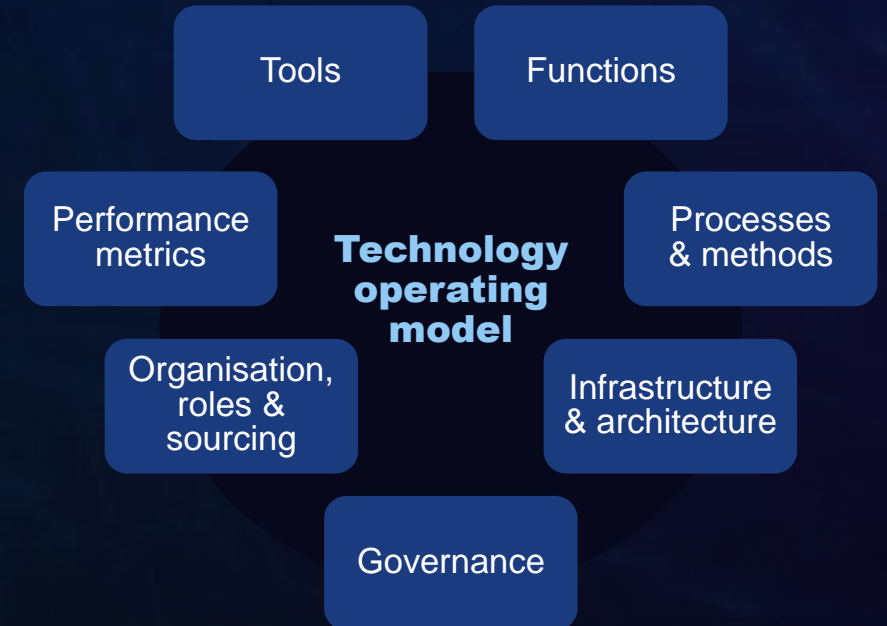 Tools
Functions
Performance
metrics
Technology
operating
model
Processes
& methods
Organisation,
roles &
sourcing
Infrastructure
& architecture
Governance